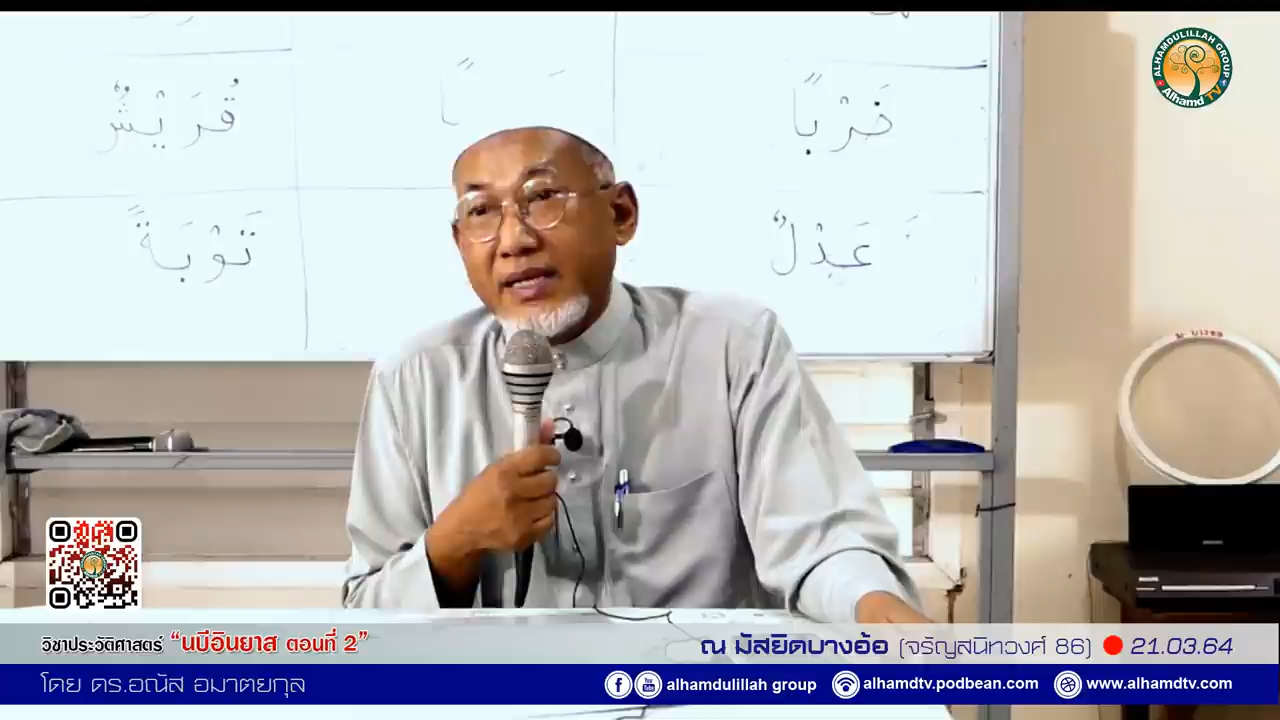 ALHAMDULILLAH GROUP
Alhamd TV
قُرَيْشٌ
ضَرْبًا
تَوْبَةً
عَدْلٌ
วิชาประวัติศาสตร์ “นบีอินยาส ตอนที่ 2”
ณ มัสยิดบางอ้อ (จรัญสนิทวงศ์ 86) 21.03.64
โดย ดร.อณัส อมาตยกุล
f You Tube alhamdulillah group alhamdtv.podbean.com www.alhamdtv.com